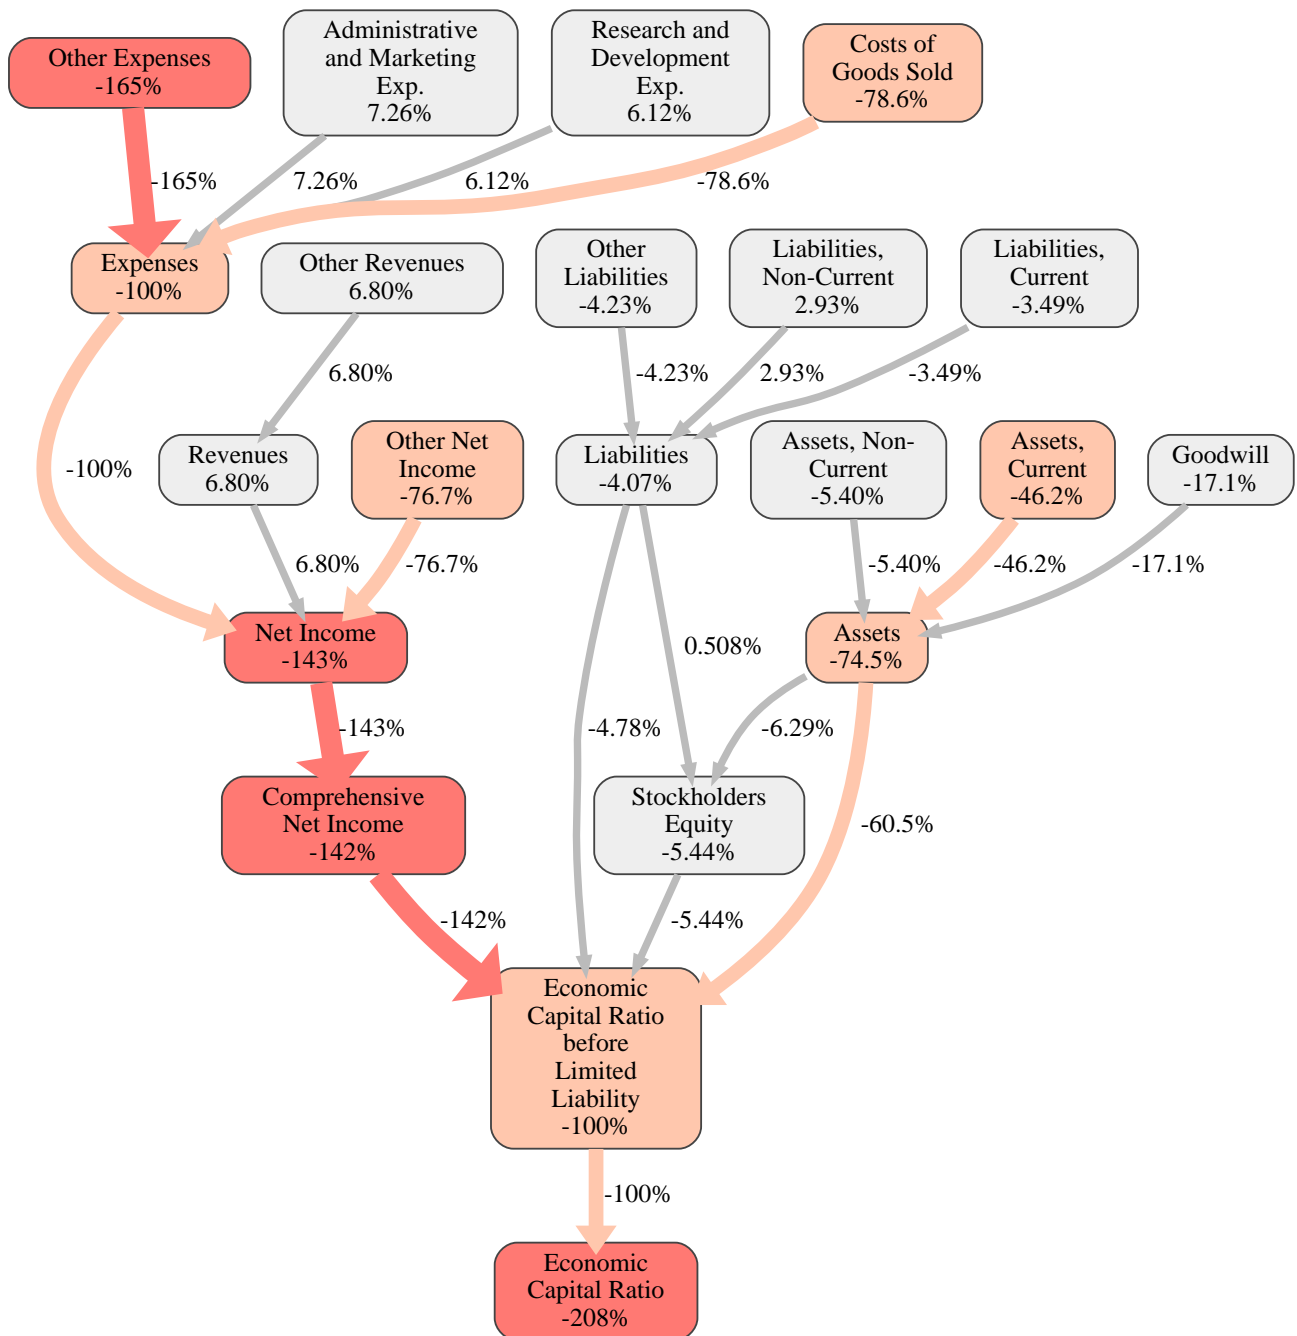 Other Expenses
-165%
Administrative
and Marketing
Exp.
7.26%
Research and
Development
Exp.
6.12%
Costs of
Goods Sold
-78.6%
-165%
7.26%
6.12%
-78.6%
Expenses
-100%
Other Revenues
6.80%
Other
Liabilities
-4.23%
Liabilities,
Non-Current
2.93%
Liabilities,
Current
-3.49%
6.80%
-4.23%
2.93%
-3.49%
-100%
Revenues
6.80%
Other Net
Income
-76.7%
Liabilities
-4.07%
Assets, Non-
Current
-5.40%
Assets,
Current
-46.2%
Goodwill
-17.1%
6.80%
-76.7%
-5.40%
-46.2%
-17.1%
Net Income
-143%
0.508%
Assets
-74.5%
-143%
-4.78%
-6.29%
Comprehensive
Net Income
-142%
Stockholders
Equity
-5.44%
-60.5%
-142%
-5.44%
Economic
Capital Ratio
before
Limited
Liability
-100%
-100%
Economic
Capital Ratio
-208%